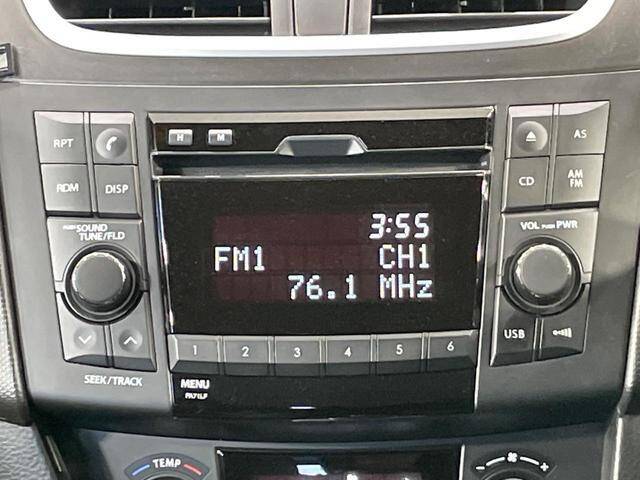 H M
RPT
RDM DISP
AS
CD AM FM
PUSH SOUND
TUNE/FLD
VOL PUSH PWR
3:55
FM1 CH1
76.1 MHz
USB
1 2 3 4 5 6
SEEK/TRACK
MENU
PA71LF
TEMP
- +